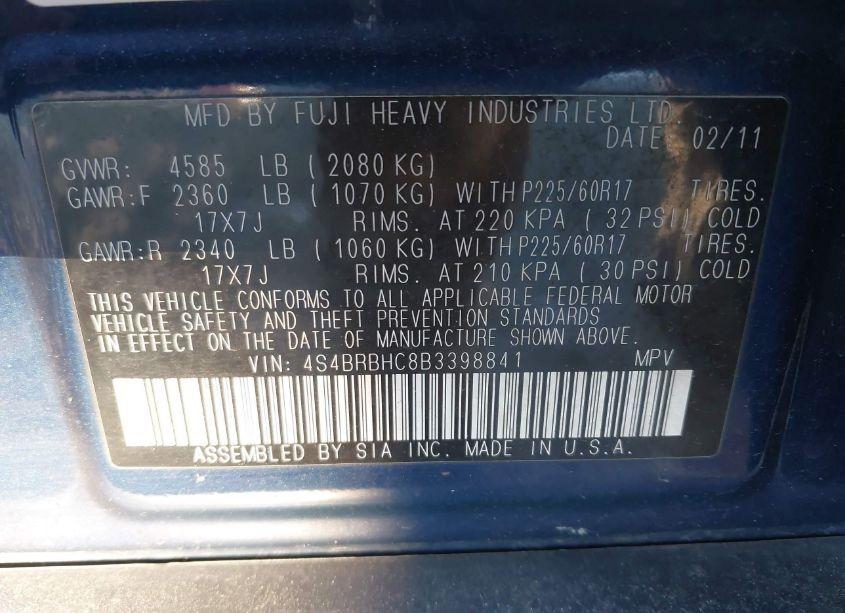 MFD BY FUJI HEAVY INDUSTRIES LTD.
DATE 02/11
GVWR: 4585 LB (2080 KG)
GAWR:F 2360 LB (1070 KG) WITH P225/60R17 TIRES.
17X7J RIMS. AT 220 KPA (32 PSI) COLD
GAWR:R 2340 LB (1060 KG) WITH P225/60R17 TIRES.
17X7J RIMS. AT 210 KPA (30 PSI) COLD
THIS VEHICLE CONFORMS TO ALL APPLICABLE FEDERAL MOTOR
VEHICLE SAFETY AND THEFT PREVENTION STANDARDS
IN EFFECT ON THE DATE OF MANUFACTURE SHOWN ABOVE.
VIN: 4S4BRBHC8B3398841 MPV
ASSEMBLED BY SIA INC. MADE IN U.S.A.